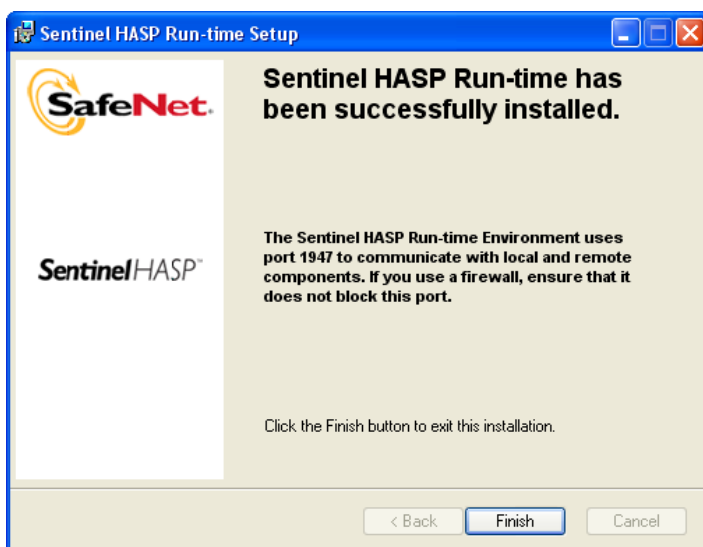 Sentinel HASP Run-time Setup
SafeNet.
Sentinel HASP Run-time has
been successfully installed.
SentinelHASP™
The Sentinel HASP Run-time Environment uses
port 1947 to communicate with local and remote
components. If you use a firewall, ensure that it
does not block this port.
Click the Finish button to exit this installation.
< Back
Finish
Cancel